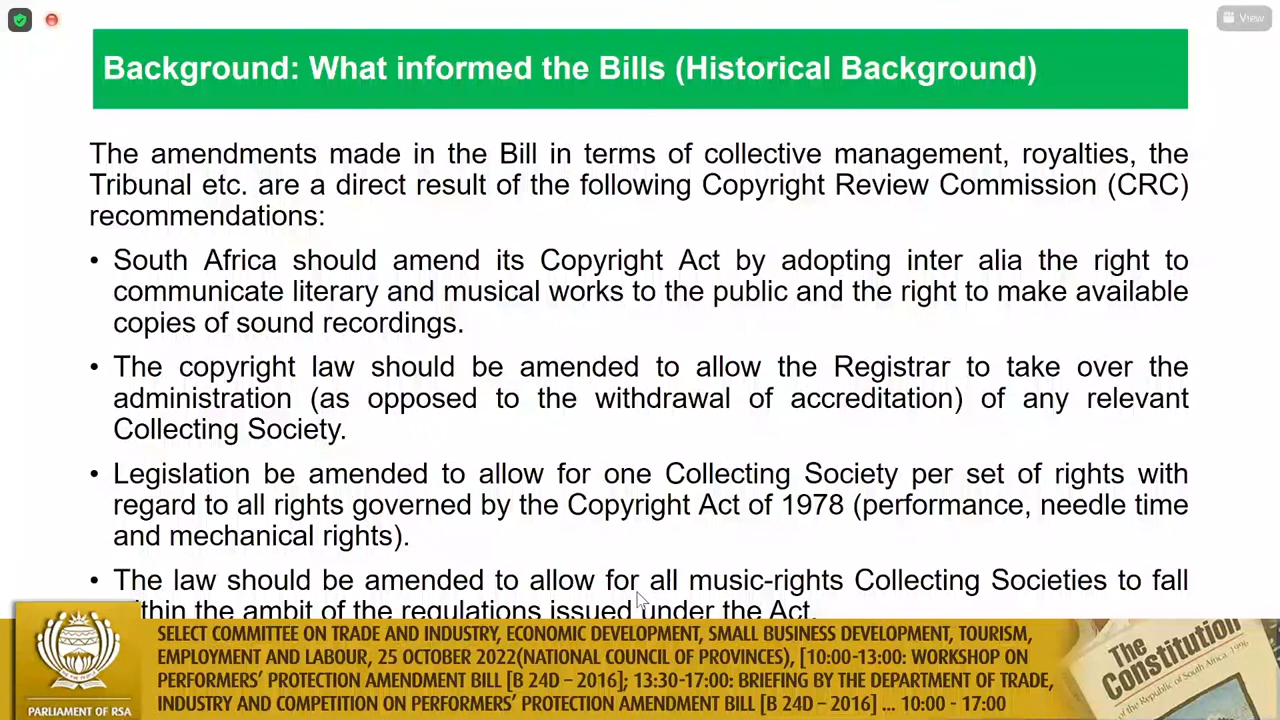 View
Background: What informed the Bills (Historical Background)
The amendments made in the Bill in terms of collective management, royalties, the
Tribunal etc. are a direct result of the following Copyright Review Commission (CRC)
recommendations:
• South Africa should amend its Copyright Act by adopting inter alia the right to
communicate literary and musical works to the public and the right to make available
copies of sound recordings.
• The copyright law should be amended to allow the Registrar to take over the
administration (as opposed to the withdrawal of accreditation) of any relevant
Collecting Society.
• Legislation be amended to allow for one Collecting Society per set of rights with
regard to all rights governed by the Copyright Act of 1978 (performance, needle time
and mechanical rights).
• The law should be amended to allow for all music-rights Collecting Societies to fall
within the ambit of the regulations issued under the Act.
SELECT COMMITTEE ON TRADE AND INDUSTRY, ECONOMIC DEVELOPMENT, SMALL BUSINESS DEVELOPMENT, TOURISM,
EMPLOYMENT AND LABOUR, 25 OCTOBER 2022(NATIONAL COUNCIL OF PROVINCES), [10:00-13:00: WORKSHOP ON
PERFORMERS' PROTECTION AMENDMENT BILL [B 24D – 2016]; 13:30-17:00: BRIEFING BY THE DEPARTMENT OF TRADE,
INDUSTRY AND COMPETITION ON PERFORMERS' PROTECTION AMENDMENT BILL [B 24D – 2016] ... 10:00 - 17:00
PARLIAMENT OF RSA
The
Constitution
of the Republic of South Africa, 1996